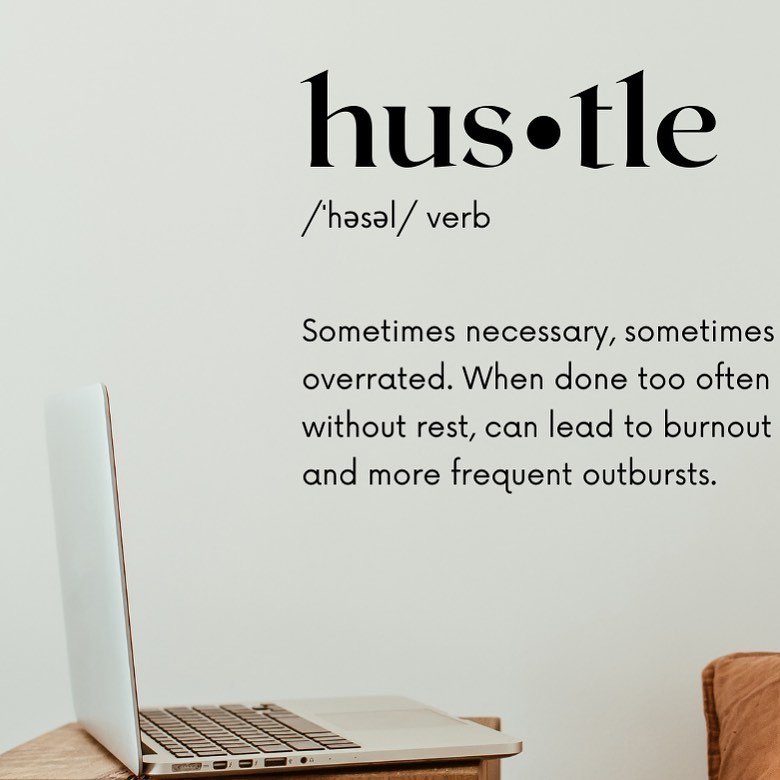 hus•tle
/ˈhəsəl/ verb
Sometimes necessary, sometimes
overrated. When done too often
without rest, can lead to burnout
and more frequent outbursts.